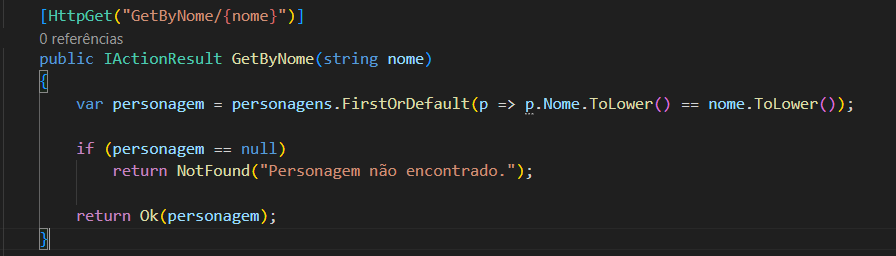 [HttpGet("GetByNome/{nome}")]
0 referências
public IActionResult GetByNome(string nome)
{
var personagem = personagens.FirstOrDefault(p => p.Nome.ToLower() == nome.ToLower());
if (personagem == null)
return NotFound("Personagem não encontrado.");
return Ok(personagem);
}